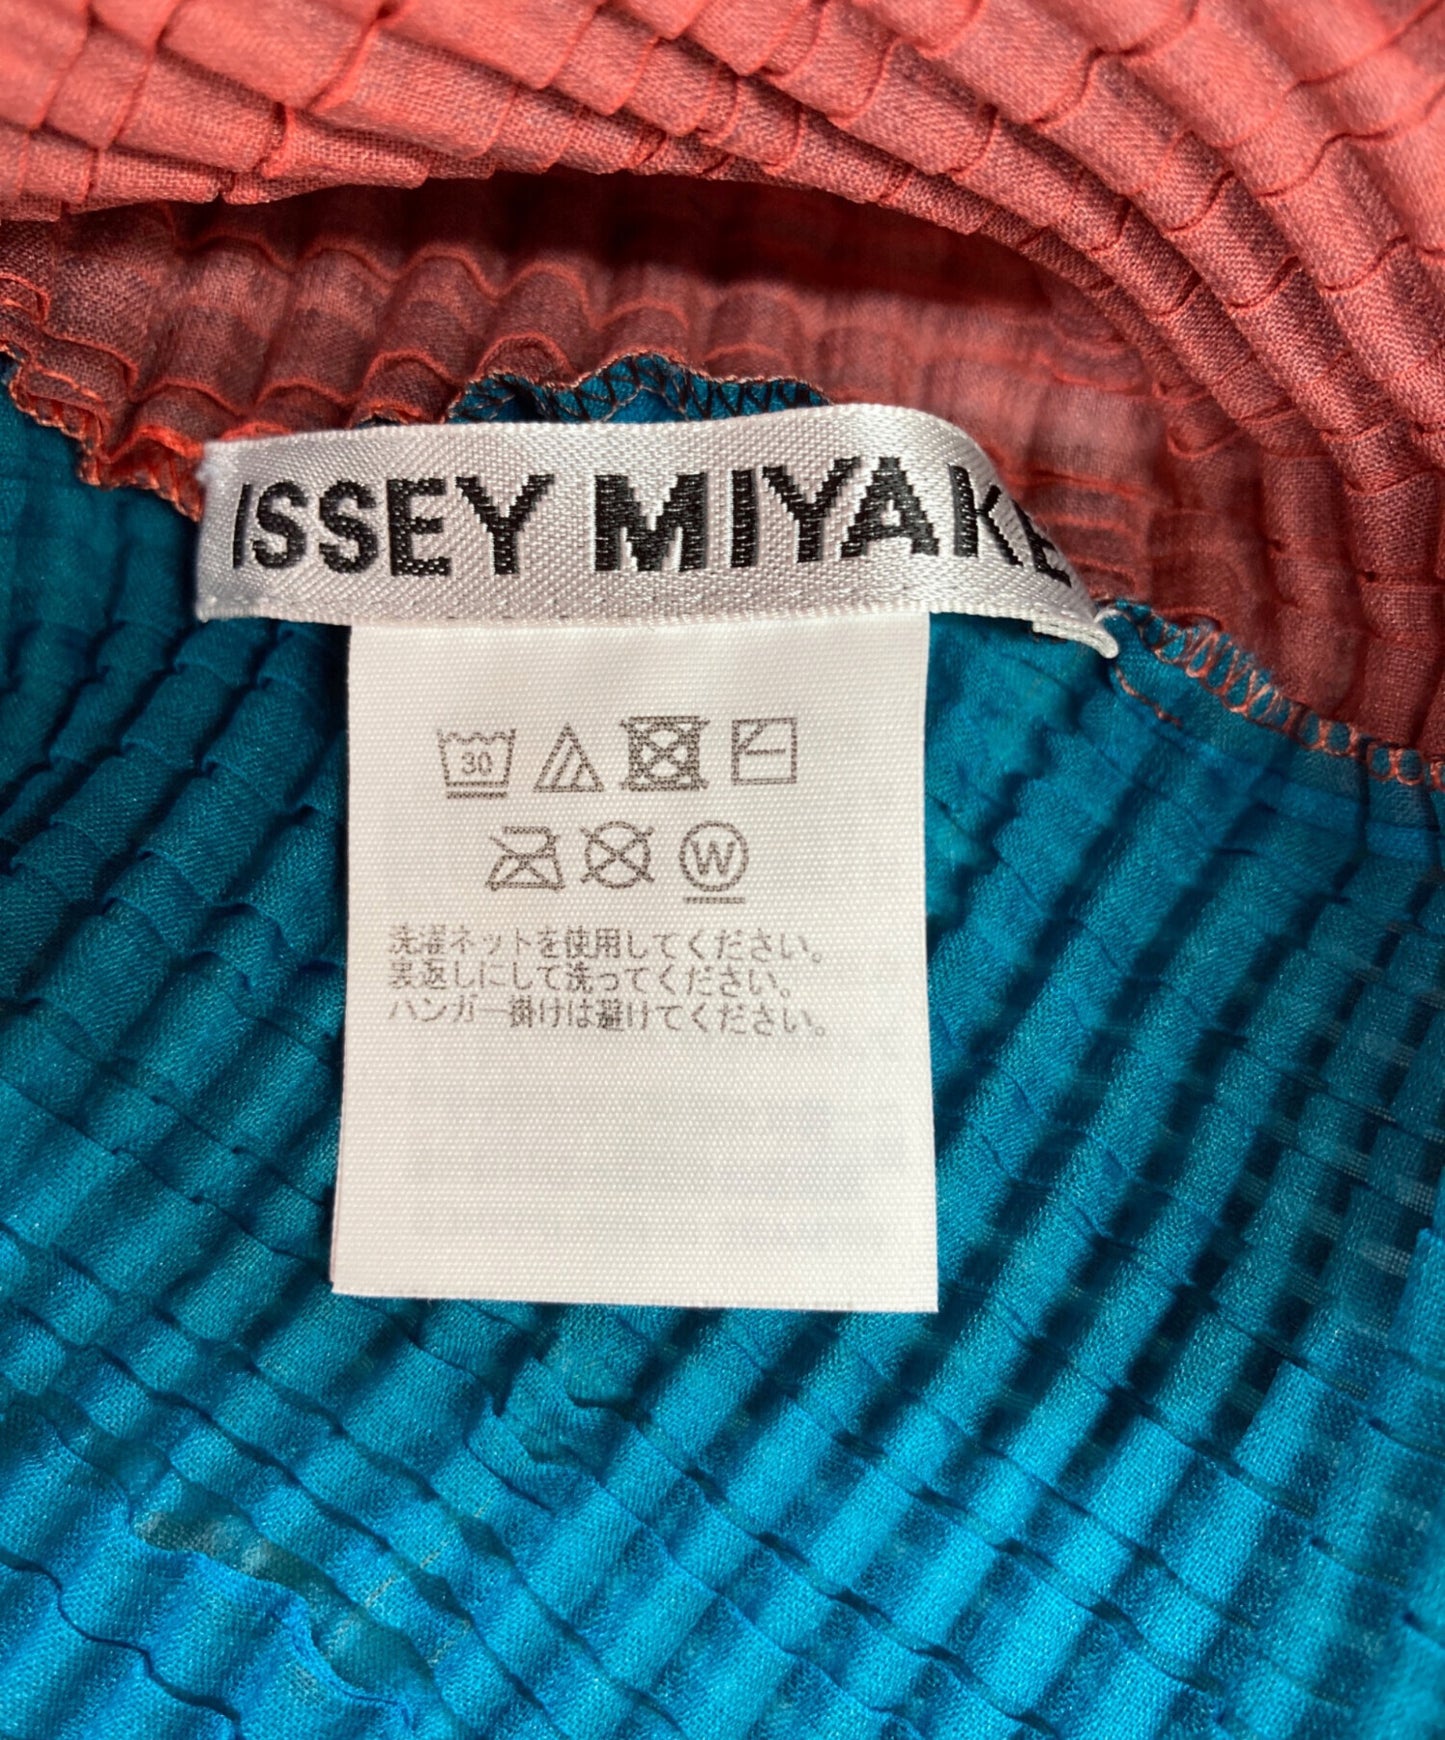 ISSEY MIYAKE
30
W
洗濯ネットを使用してください。
裏返しにして洗ってください。
ハンガー掛けは避けてください。